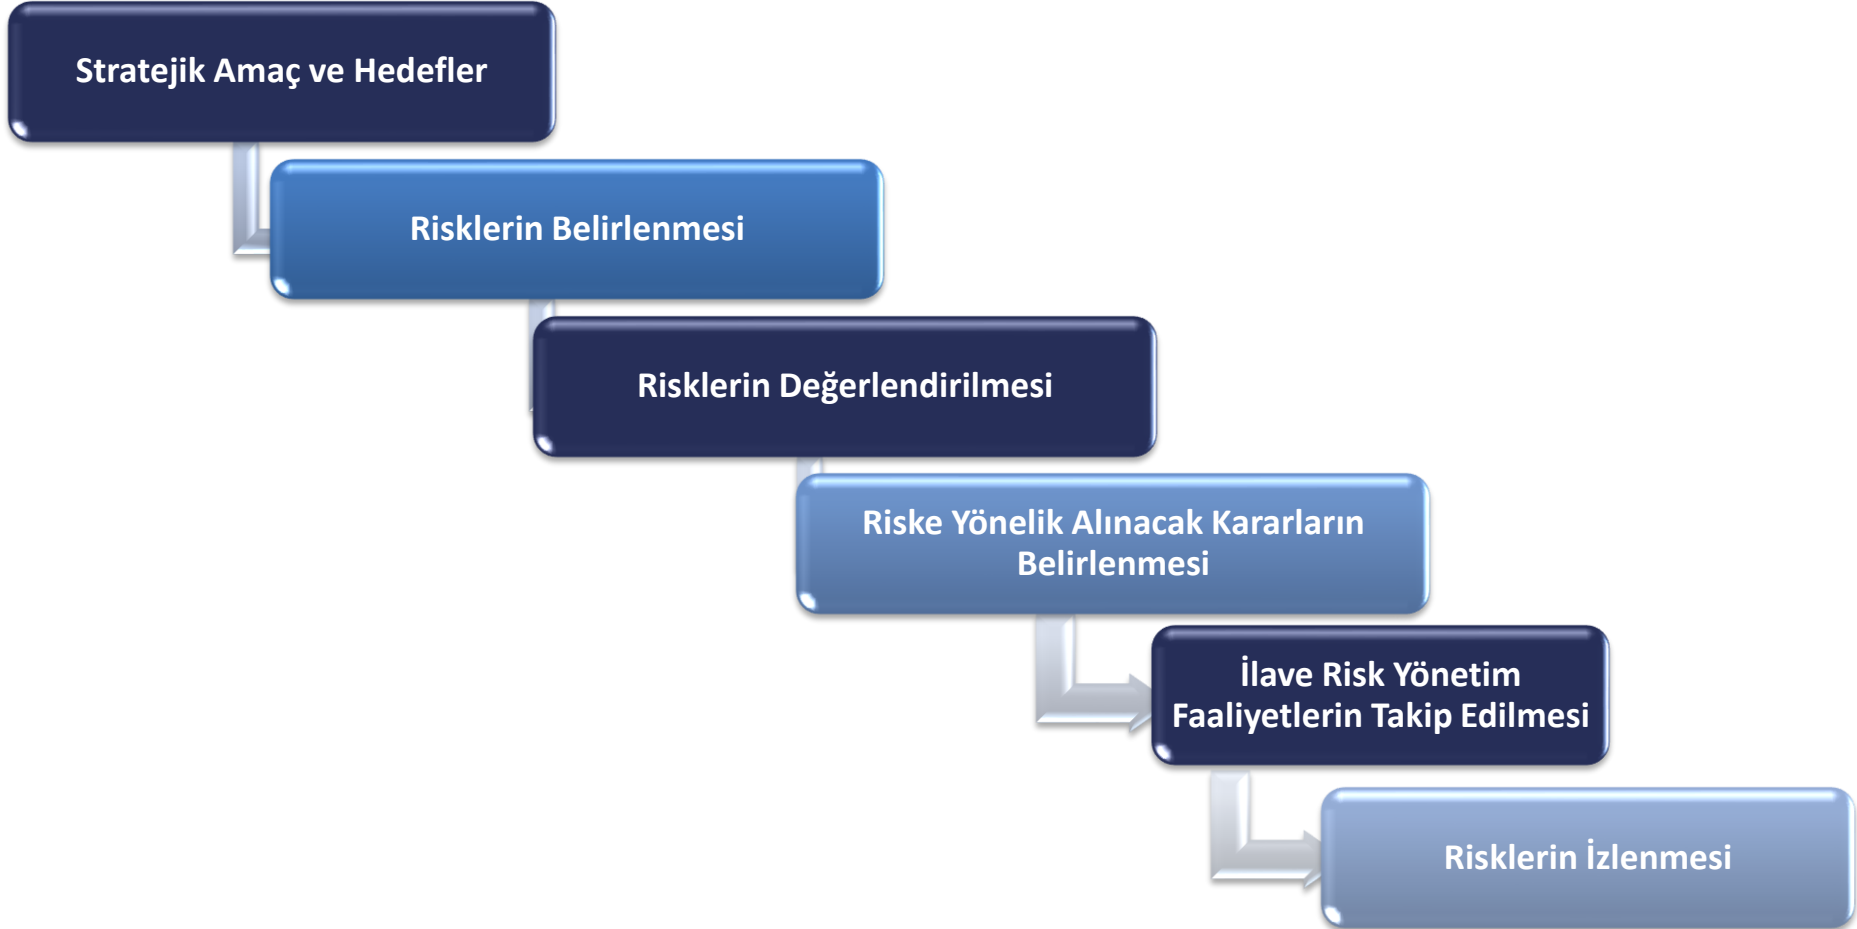 Stratejik Amaç ve Hedefler
Risklerin Belirlenmesi
Risklerin Değerlendirilmesi
Riske Yönelik Alınacak Kararların
Belirlenmesi
İlave Risk Yönetim
Faaliyetlerin Takip Edilmesi
Risklerin İzlenmesi